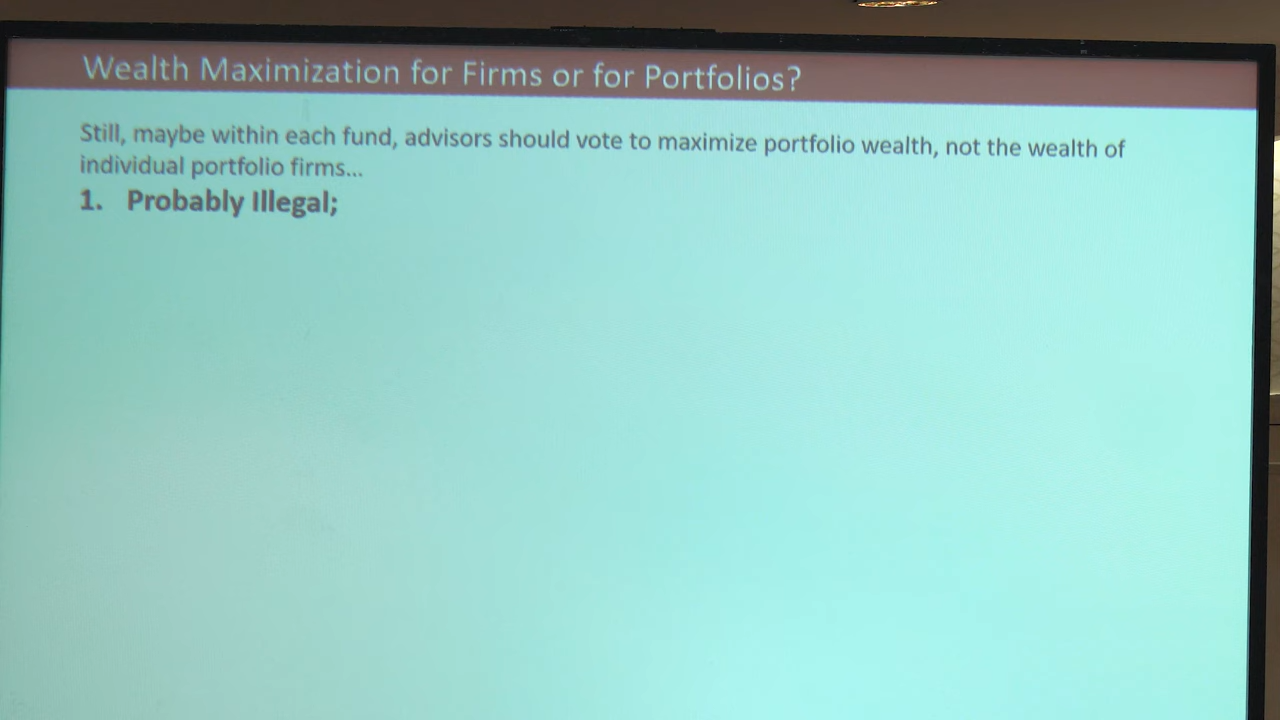 Wealth Maximization for Firms or for Portfolios?
Still, maybe within each fund, advisors should vote to maximize portfolio wealth, not the wealth of
individual portfolio firms...
1. Probably Illegal;